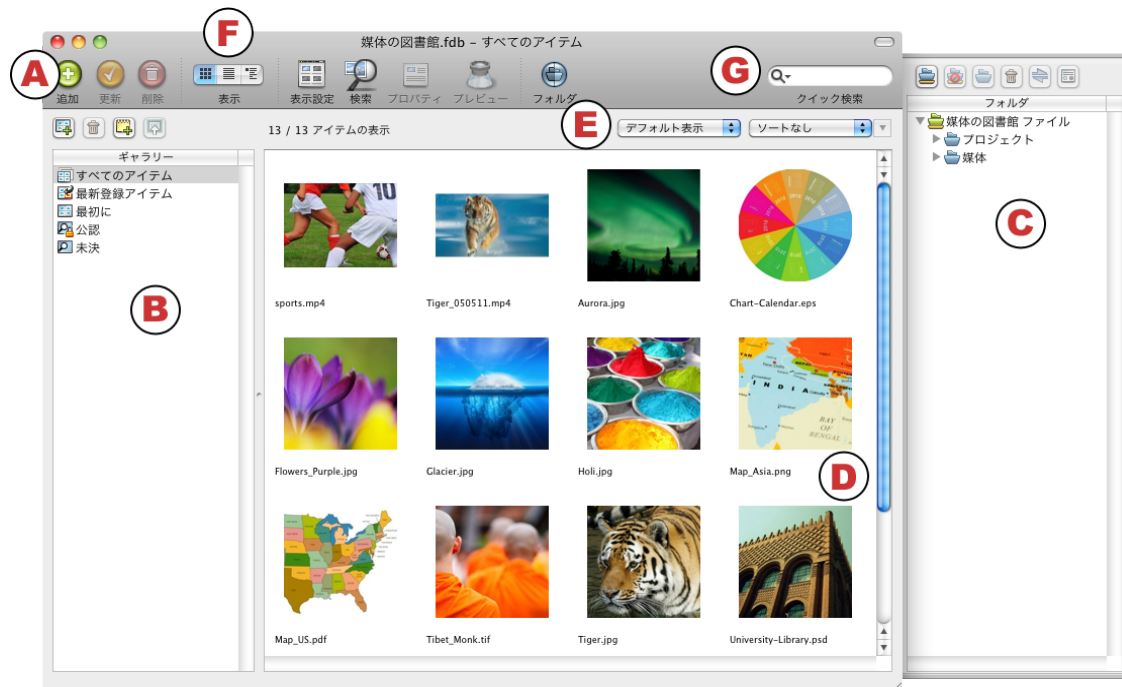 F
媒体の図書館.fdb – すべてのアイテム
A
G
追加 更新 削除 表示 表示設定 検索 プロパティ プレビュー フォルダ クイック検索
13 / 13 アイテムの表示
E
デフォルト表示 ソートなし
フォルダ
媒体の図書館 ファイル
プロジェクト
媒体
C
ギャラリー
すべてのアイテム
最新登録アイテム
最初に
公認
未決
B
10
sports.mp4 Tiger_050511.mp4 Aurora.jpg Chart-Calendar.eps
INDIA
BAY
OF
BENGAL
Flowers_Purple.jpg Glacier.jpg Holi.jpg Map_Asia.png
D
Map_US.pdf Tibet_Monk.tif Tiger.jpg University-Library.psd